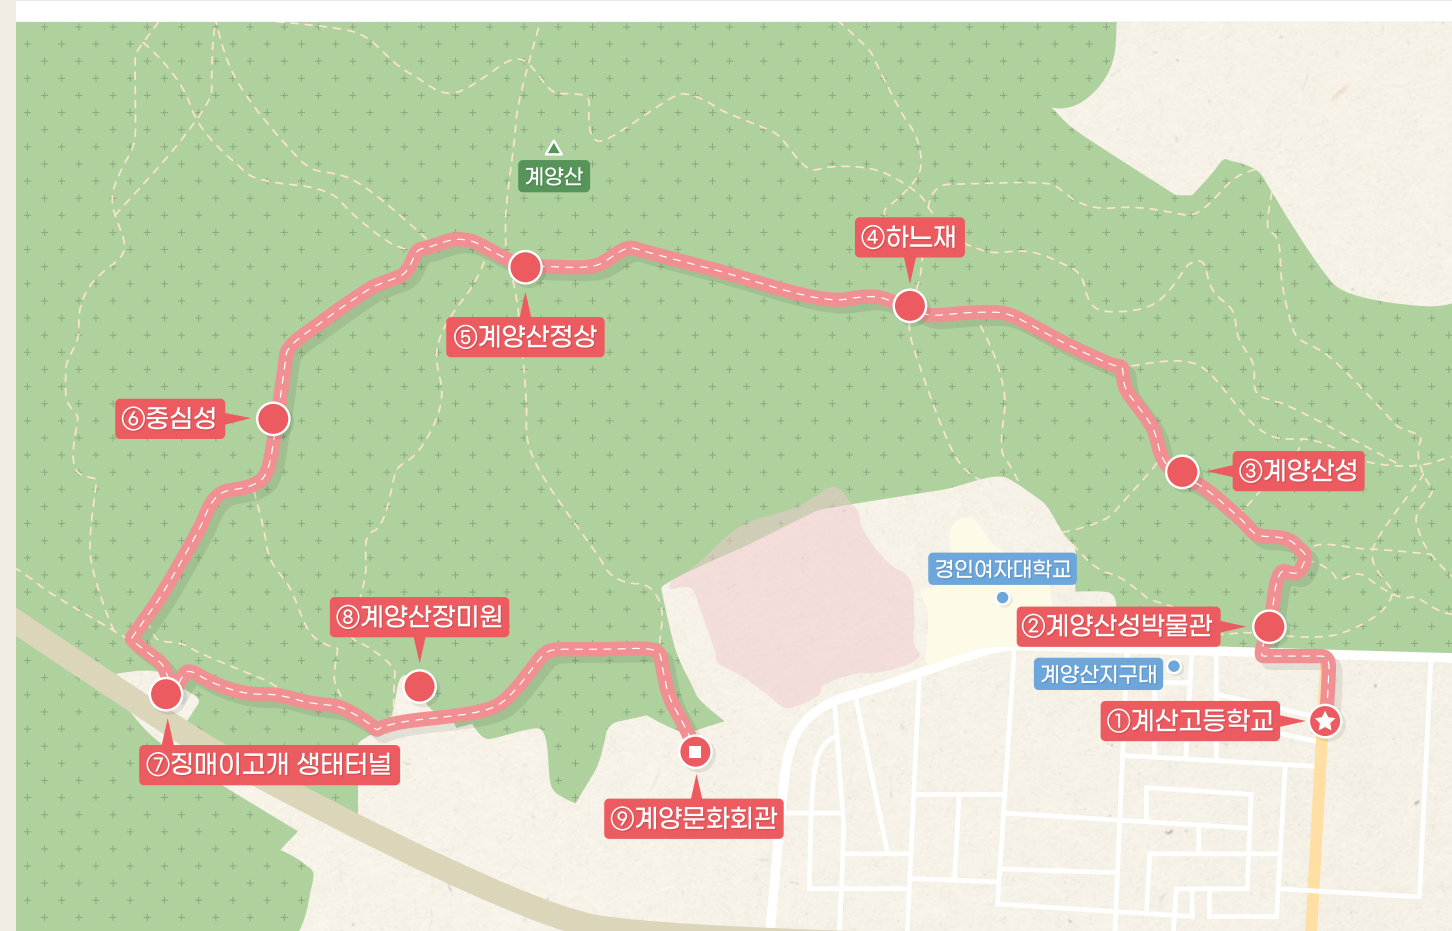 계양산
④하느재
⑤계양산정상
⑥중심성
③계양산성
경인여자대학교
⑧계양산장미원
②계양산성박물관
계양산지구대
①계산고등학교
⑦징매이고개 생태터널
⑨계양문화회관